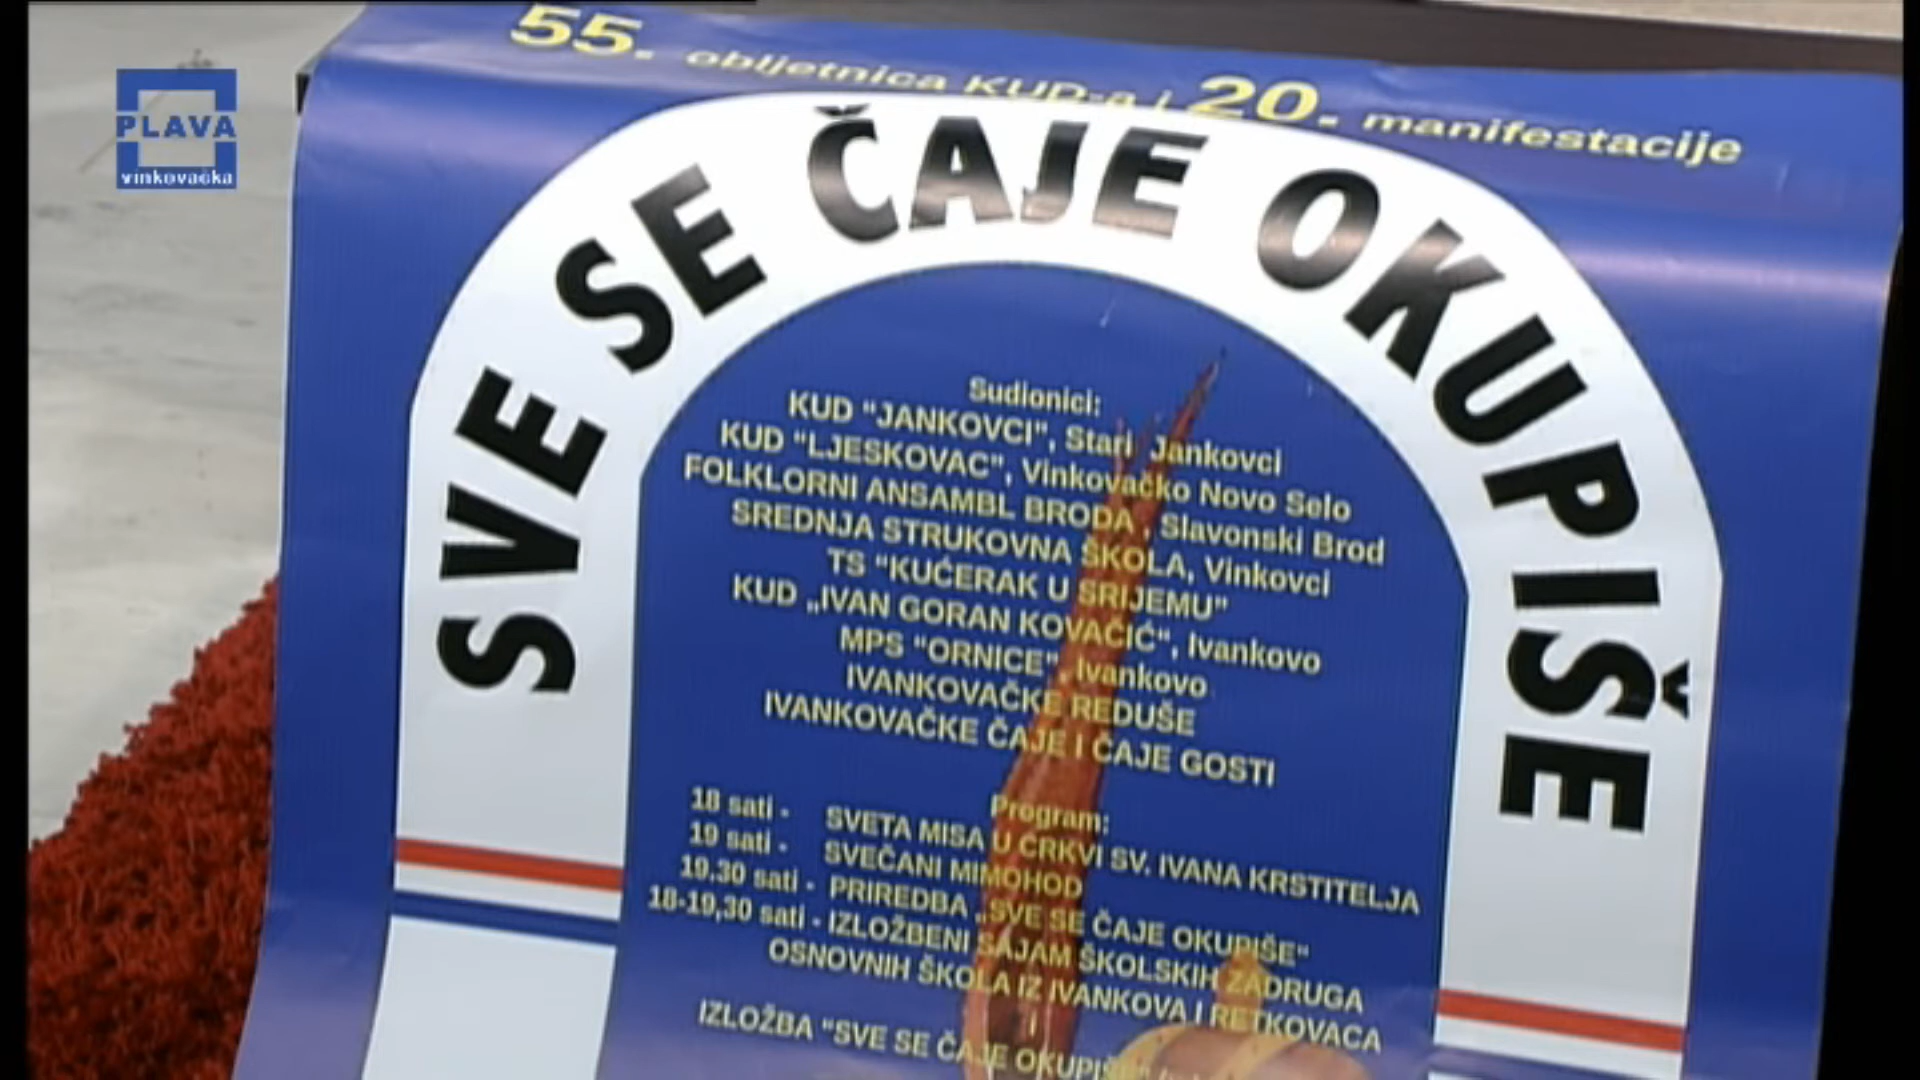 PLAVA
vinkovačka
55. obljetnica KUD-a i 20. manifestacije
SVE SE ČAJE OKUPIŠE
Sudionici:
KUD "JANKOVCI", Stari Jankovci
KUD "LJESKOVAC", Vinkovačko Novo Selo
FOLKLORNI ANSAMBL BRODA , Slavonski Brod
SREDNJA STRUKOVNA ŠKOLA, Vinkovci
TS "KUĆERAK U SRIJEMU"
KUD „IVAN GORAN KOVAČIĆ“, Ivankovo
MPS "ORNICE", Ivankovo
IVANKOVAČKE REDUŠE
IVANKOVAČKE ČAJE I ČAJE GOSTI
Program:
18 sati - SVETA MISA U CRKVI SV. IVANA KRSTITELJA
19 sati - SVEČANI MIMOHOD
19.30 sati - PRIREDBA „SVE SE ČAJE OKUPIŠE“
18-19,30 sati - IZLOŽBENI SAJAM ŠKOLSKIH ZADRUGA
OSNOVNIH ŠKOLA IZ IVANKOVA I RETKOVACA
I
IZLOŽBA "SVE SE ČAJE OKUPIŠE"